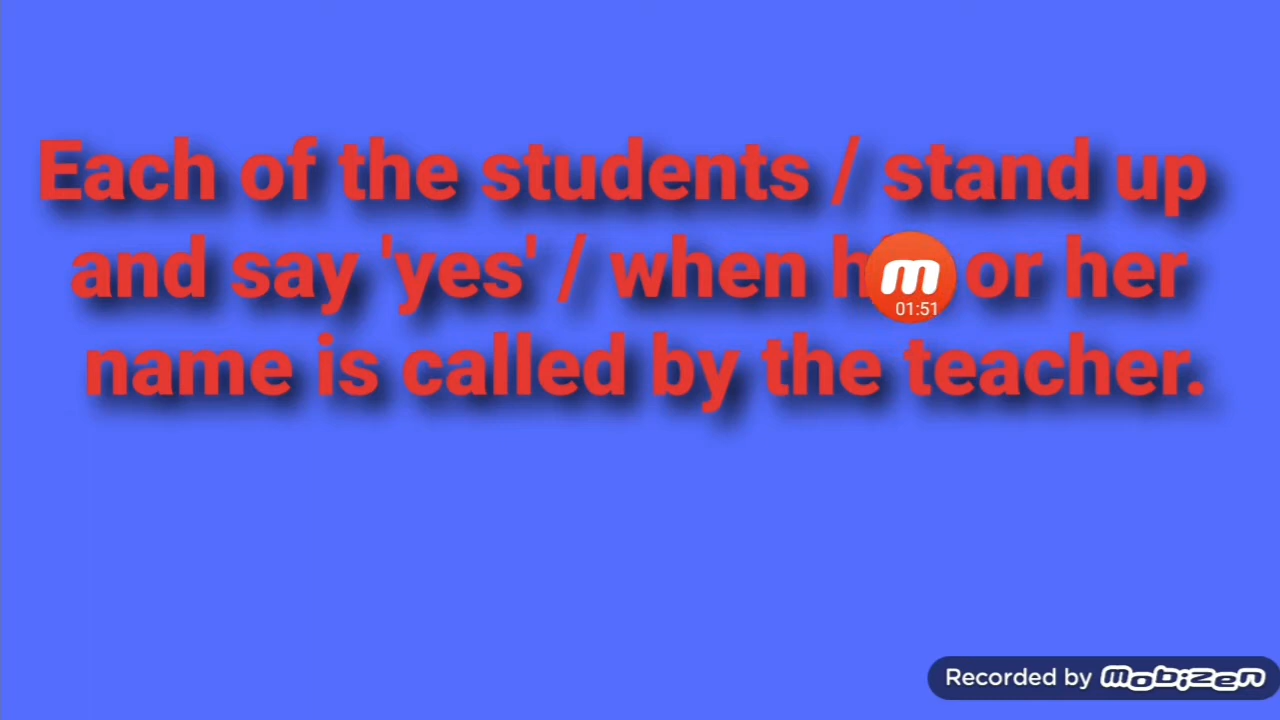 Each of the students / stand up
and say 'yes' / when or her
name is called by the teacher.
m
01:51
Recorded by mobizen